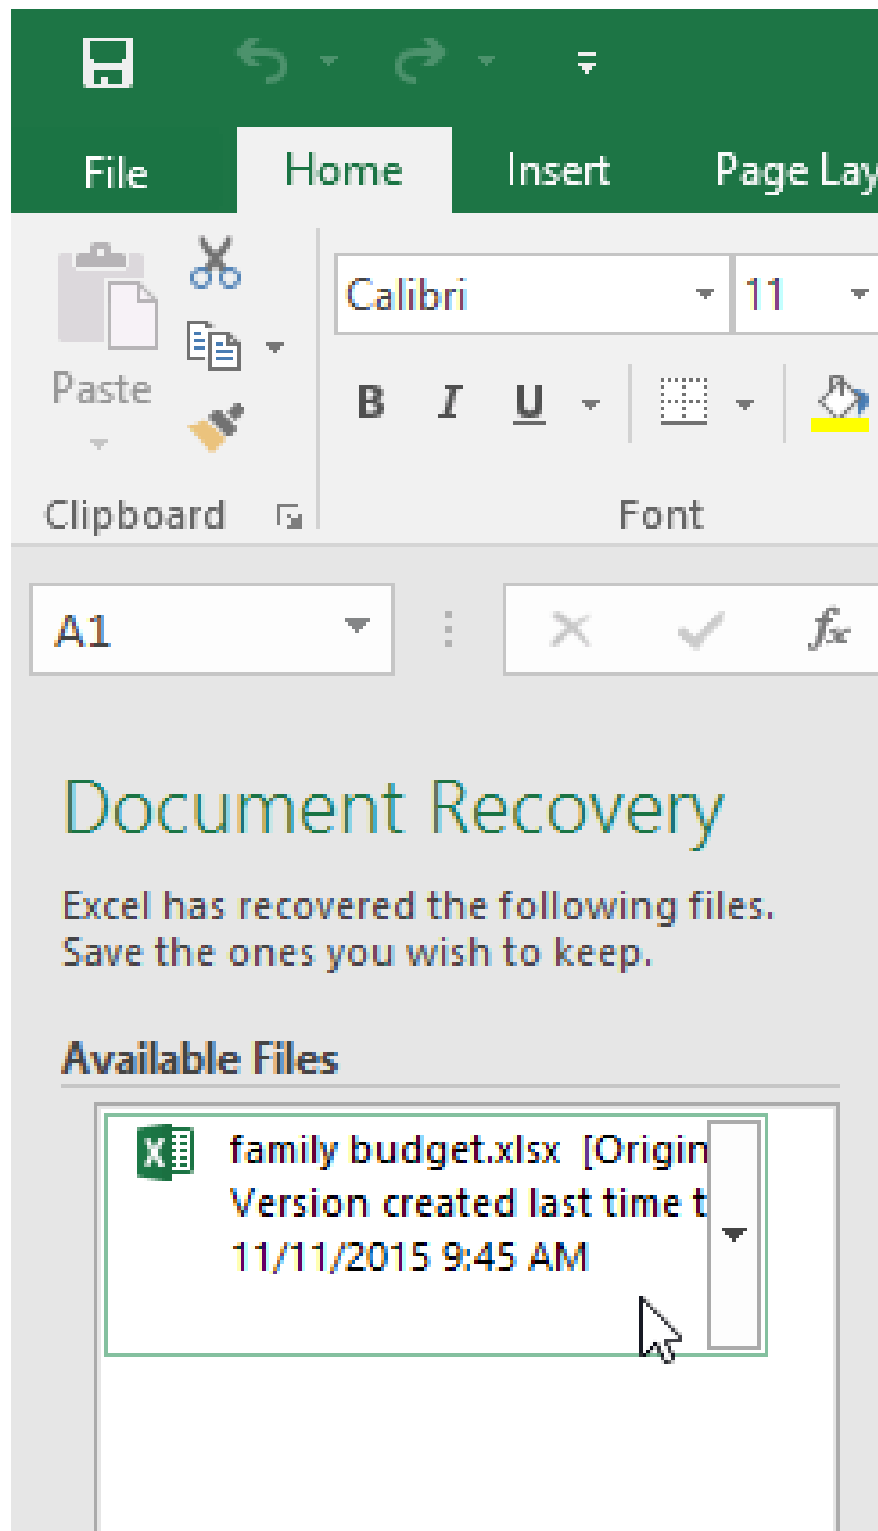 File Home Insert Page Lay
Calibri 11
Paste
B I U
Clipboard Font
A1 fx
Document Recovery
Excel has recovered the following files.
Save the ones you wish to keep.
Available Files
family budget.xlsx [Origin
Version created last time t
11/11/2015 9:45 AM